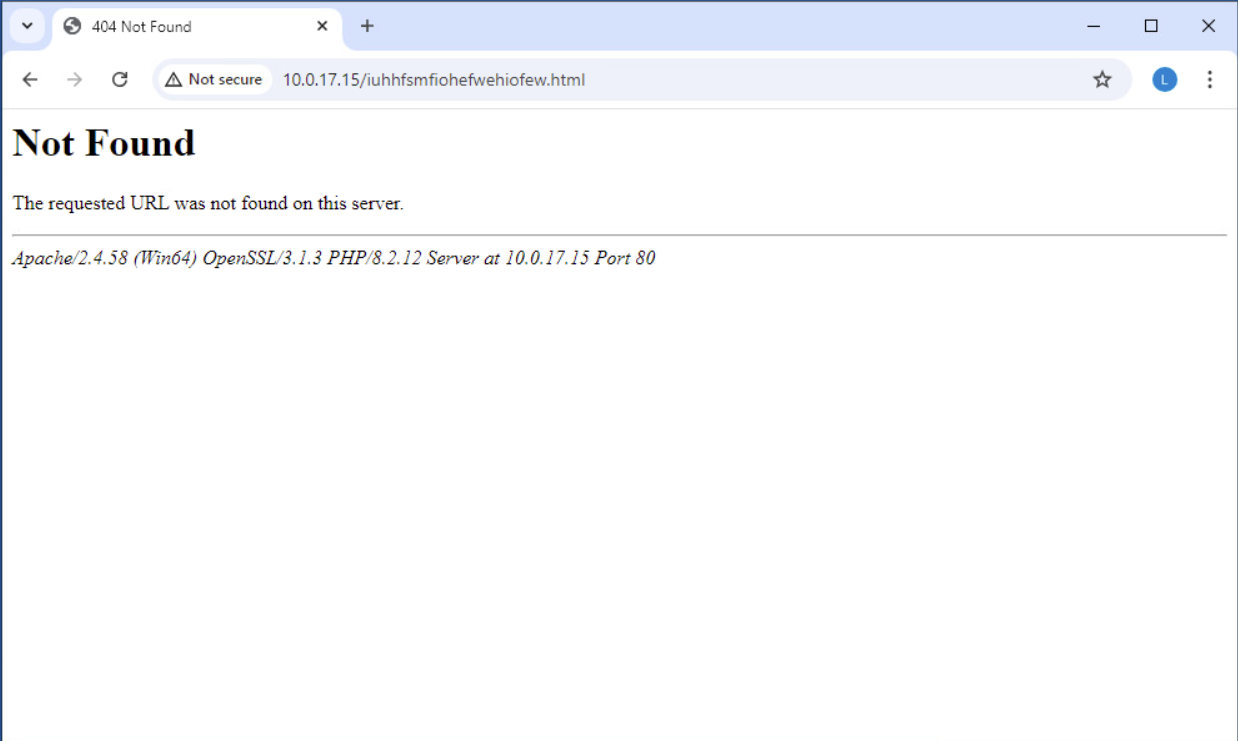 404 Not Found
Not secure 10.0.17.15/iuhhfsmfiohefwehiofew.html L
Not Found
The requested URL was not found on this server.
Apache/2.4.58 (Win64) OpenSSL/3.1.3 PHP/8.2.12 Server at 10.0.17.15 Port 80